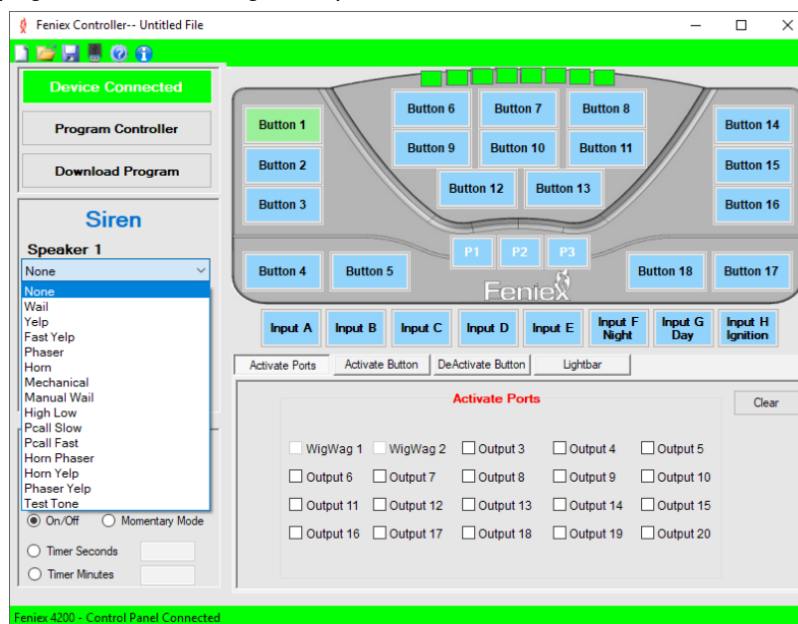 Feniex Controller-- Untitled File
Device Connected
Program Controller
Download Program
Siren
Speaker 1
None
None
Wail
Yelp
Fast Yelp
Phaser
Horn
Mechanical
Manual Wail
High Low
Pcall Slow
Pcall Fast
Horn Phaser
Horn Yelp
Phaser Yelp
Test Tone
On/Off Momentary Mode
Timer Seconds
Timer Minutes
Button 6 Button 7 Button 8
Button 1 Button 14
Button 9 Button 10 Button 11
Button 2 Button 15
Button 12 Button 13
Button 3 Button 16
P1 P2 P3
Button 4 Button 5 Button 18 Button 17
Feniex
Input A Input B Input C Input D Input E Input F Night Input G Day Input H Ignition
Activate Ports Activate Button DeActivate Button Lightbar
Activate Ports
Clear
WigWag 1 WigWag 2 Output 3 Output 4 Output 5
Output 6 Output 7 Output 8 Output 9 Output 10
Output 11 Output 12 Output 13 Output 14 Output 15
Output 16 Output 17 Output 18 Output 19 Output 20
Feniex 4200 - Control Panel Connected